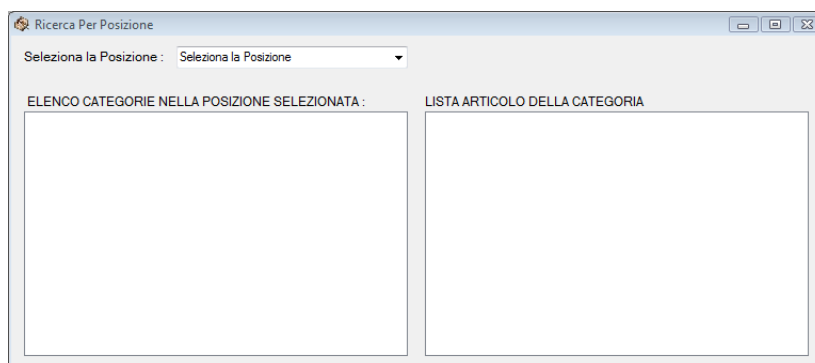 Ricerca Per Posizione
Seleziona la Posizione : Seleziona la Posizione
ELENCO CATEGORIE NELLA POSIZIONE SELEZIONATA : LISTA ARTICOLO DELLA CATEGORIA